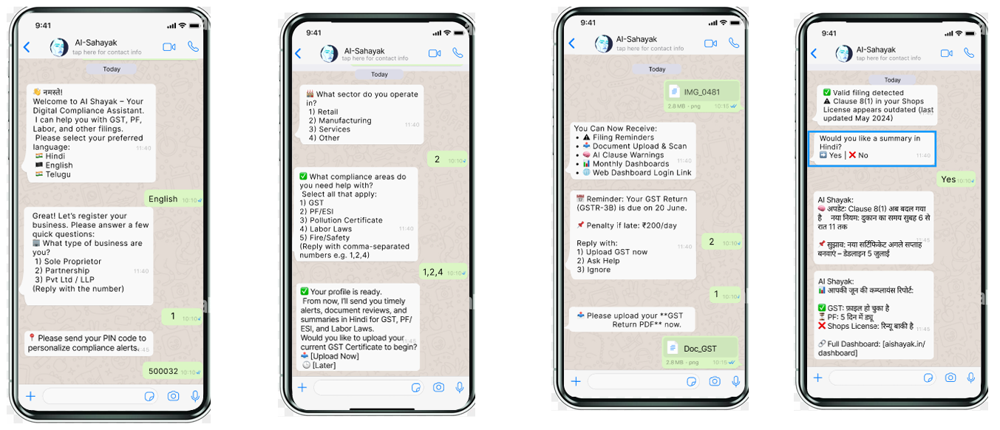 9:41
AI-Sahayak
tap here for contact info
Today
👋 नमस्ते!
Welcome to AI Shayak – Your
Digital Compliance Assistant.
I can help you with GST, PF,
Labor, and other filings.
Please select your preferred
language:
11:40
🇮🇳 Hindi
🏴 English
🇮🇳 Telugu
English 10:10
Great! Let's register your
business. Please answer a few
quick questions:
🏢 What type of business are
you?
1) Sole Proprietor
2) Partnership
11:40
3) Pvt Ltd / LLP
(Reply with the number)
1 10:10
📍 Please send your PIN code to
personalize compliance alerts.
11:45
500032 10:10
9:41
AI-Sahayak
tap here for contact info
Today
🏭 What sector do you operate
in?
1) Retail
2) Manufacturing
3) Services
11:40
4) Other
2 10:10
✅ What compliance areas do
you need help with?
Select all that apply:
1) GST
2) PF/ESI
3) Pollution Certificate
4) Labor Laws
11:40
5) Fire/Safety
(Reply with comma-separated
numbers e.g. 1,2,4)
1,2,4 10:10
✅ Your profile is ready.
From now, I'll send you timely
alerts, document reviews, and
summaries in Hindi for GST, PF/
ESI, and Labor Laws.
Would you like to upload your
11:45
current GST Certificate to begin?
📤 [Upload Now]
🕒 [Later]
9:41
AI-Sahayak
tap here for contact info
Today
IMG_0481
2.8 MB · png 10:15
You Can Now Receive:
• ⚠ Filing Reminders
• 📤 Document Upload & Scan
• 🧠 AI Clause Warnings
• 📊 Monthly Dashboards
11:40
• 🌐 Web Dashboard Login Link
📅 Reminder: Your GST Return
(GSTR-3B) is due on 20 June.
📌 Penalty if late: ₹200/day
Reply with:
11:40
1) Upload GST now
2) Ask Help
3) Ignore
2 10:10
1 10:10
📤 Please upload your **GST
Return PDF** now.
11:40
Doc_GST
2.8 MB · png 10:15
9:41
AI-Sahayak
tap here for contact info
Today
✅ Valid filing detected
⚠ Clause 8(1) in your Shops
License appears outdated (last
updated May 2024)
11:40
Would you like a summary in
Hindi?
➡ Yes | ❌ No
11:40
Yes 10:10
AI Shayak:
🧠 अपडेट: Clause 8(1) अब बदल गया
है नया नियम: दुकान का समय सुबह 6 से
रात 11 तक
11:45
📌 सुझाव: नया सर्टिफिकेट अगले सप्ताह
बनवाएं – डेडलाइन 5 जुलाई
AI Shayak:
📊 आपकी जून की कम्प्लायंस रिपोर्ट:
✅ GST: फ़ाइल हो चुका है
⏳ PF: 5 दिन में ड्यू
❌ Shops License: रिन्यू बाकी है
11:45
🔗 Full Dashboard: [aishayak.in/
dashboard]